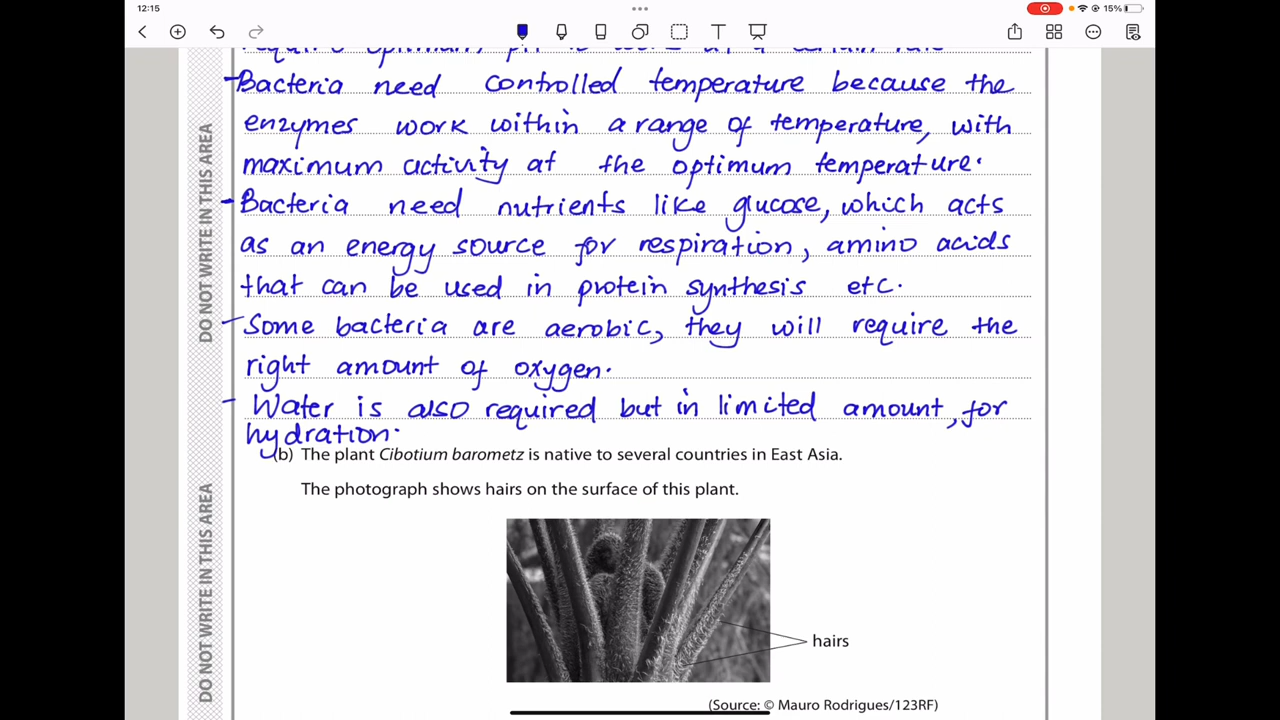 12:15
15%
DO NOT WRITE IN THIS AREA
-Bacteria need controlled temperature because the
enzymes work within a range of temperature, with
maximum activity at the optimum temperature.
- Bacteria need nutrients like glucose, which acts
as an energy source for respiration, amino acids
that can be used in protein synthesis etc.
- Some bacteria are aerobic, they will require the
right amount of oxygen.
- Water is also required but in limited amount, for
hydration.
(b) The plant Cibotium barometz is native to several countries in East Asia.
The photograph shows hairs on the surface of this plant.
DO NOT WRITE IN THIS AREA
hairs
(Source: © Mauro Rodrigues/123RF)